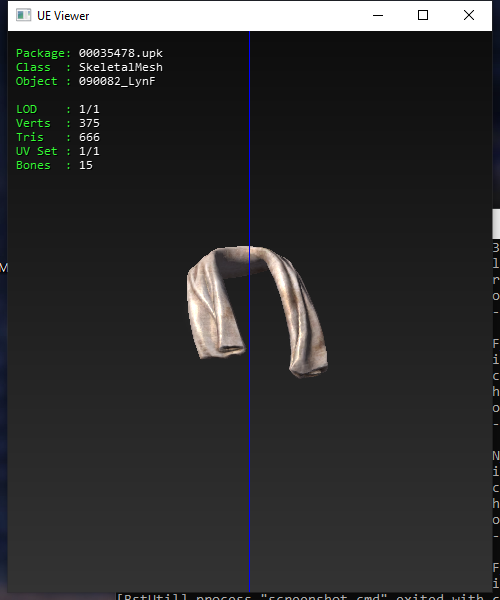 UE Viewer
Package: 00035478.upk
Class : SkeletalMesh
Object : 090082_LynF
LOD : 1/1
Verts : 375
Tris : 666
UV Set : 1/1
Bones : 15
M
3
l
r
o
-
F
i
c
h
o
-
N
i
c
h
o
-
F
i
[BstUtil] process "screenshot.cmd" exited with c